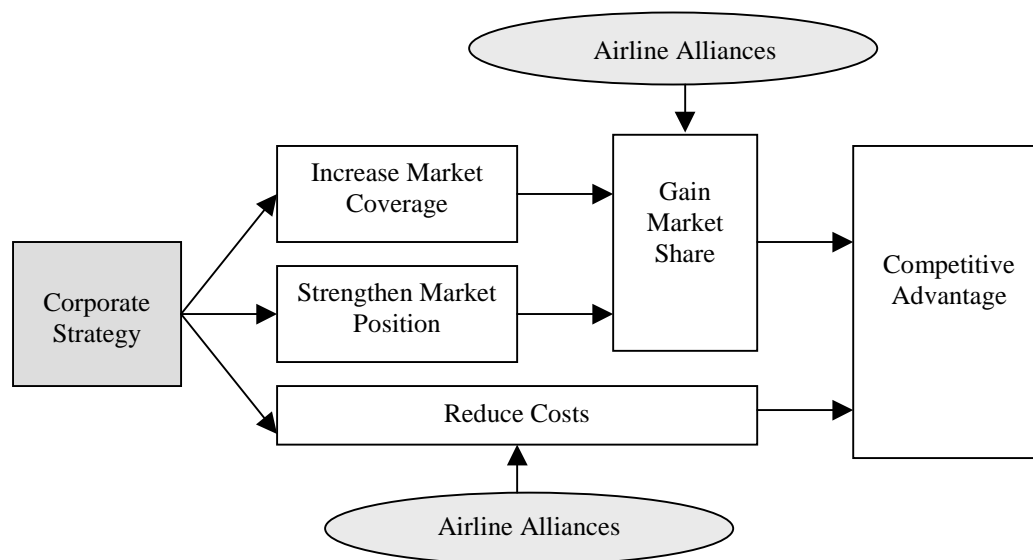 Airline Alliances
Increase Market
Coverage
Gain
Market
Share
Corporate
Strategy
Strengthen Market
Position
Competitive
Advantage
Reduce Costs
Airline Alliances